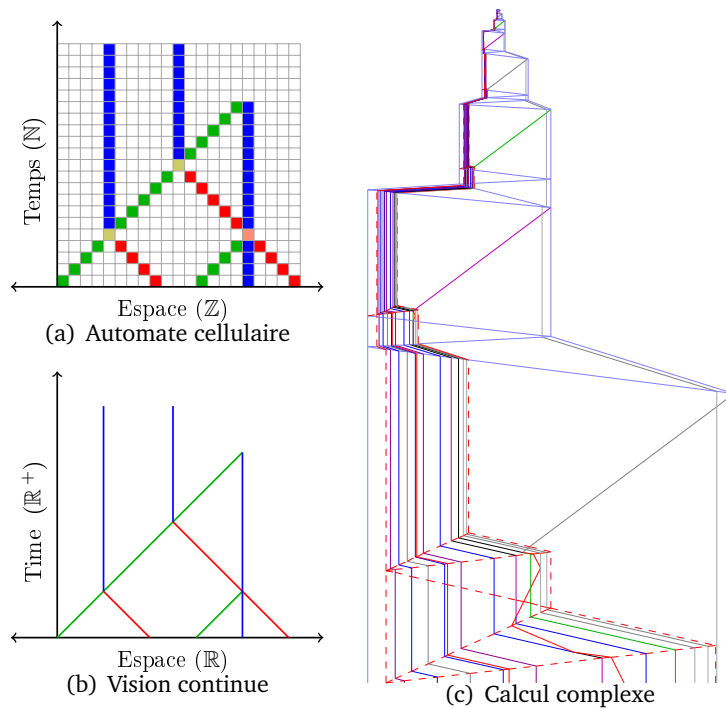 Temps (ℕ)
Espace (ℤ)
(a) Automate cellulaire
Time (ℝ⁺)
Espace (ℝ)
(b) Vision continue
(c) Calcul complexe